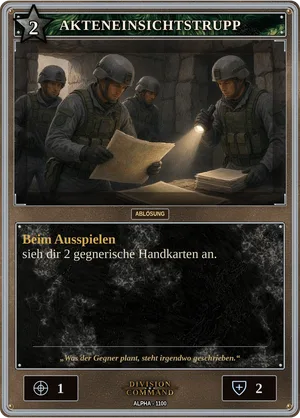 2
AKTENEINSICHTSTRUPP
ABLÖSUNG
Beim Ausspielen
sieh dir 2 gegnerische Handkarten an.
„Was der Gegner plant, steht irgendwo geschrieben.“
1
DIVISION
COMMAND
ALPHA - 1100
2